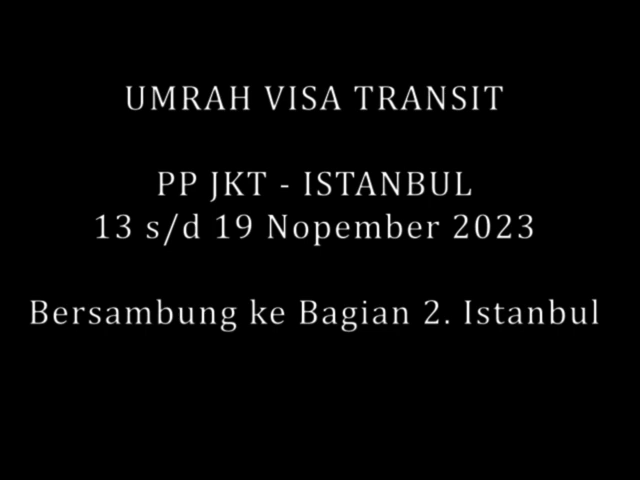 UMRAH VISA TRANSIT
PP JKT - ISTANBUL
13 s/d 19 Nopember 2023
Bersambung ke Bagian 2. Istanbul